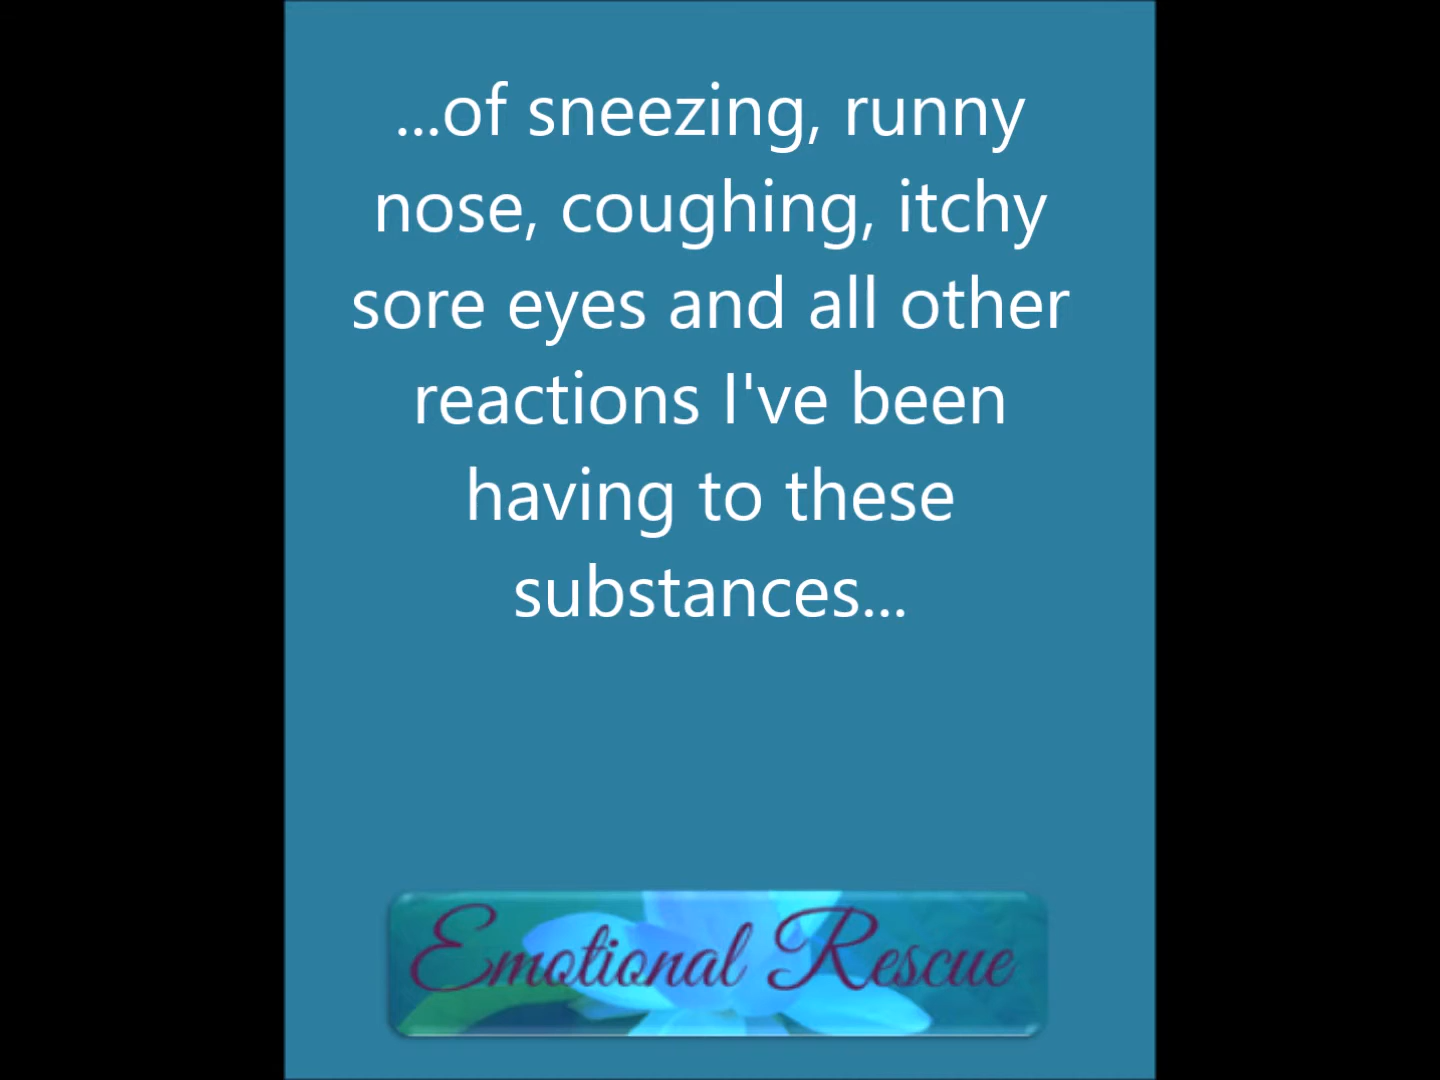 ...of sneezing, runny
nose, coughing, itchy
sore eyes and all other
reactions I've been
having to these
substances...
Emotional Rescue